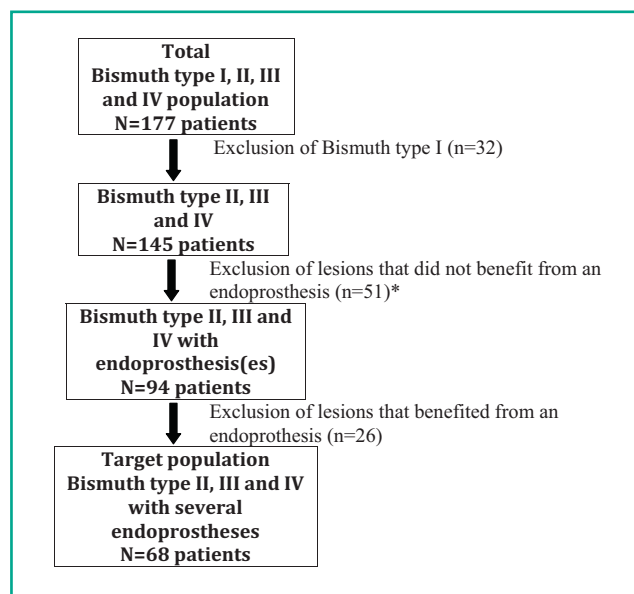 Total
Bismuth type I, II, III
and IV population
N=177 patients
Exclusion of Bismuth type I (n=32)
Bismuth type II, III
and IV
N=145 patients
Exclusion of lesions that did not benefit from an
endoprosthesis (n=51)*
Bismuth type II, III and
IV with
endoprosthesis(es)
N=94 patients
Exclusion of lesions that benefited from an
endoprothesis (n=26)
Target population
Bismuth type II, III and IV
with several
endoprostheses
N=68 patients